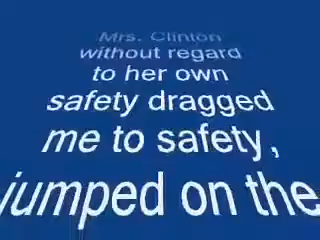 Mrs. Clinton
without regard
to her own
safety dragged
me to safety,
jumped on the